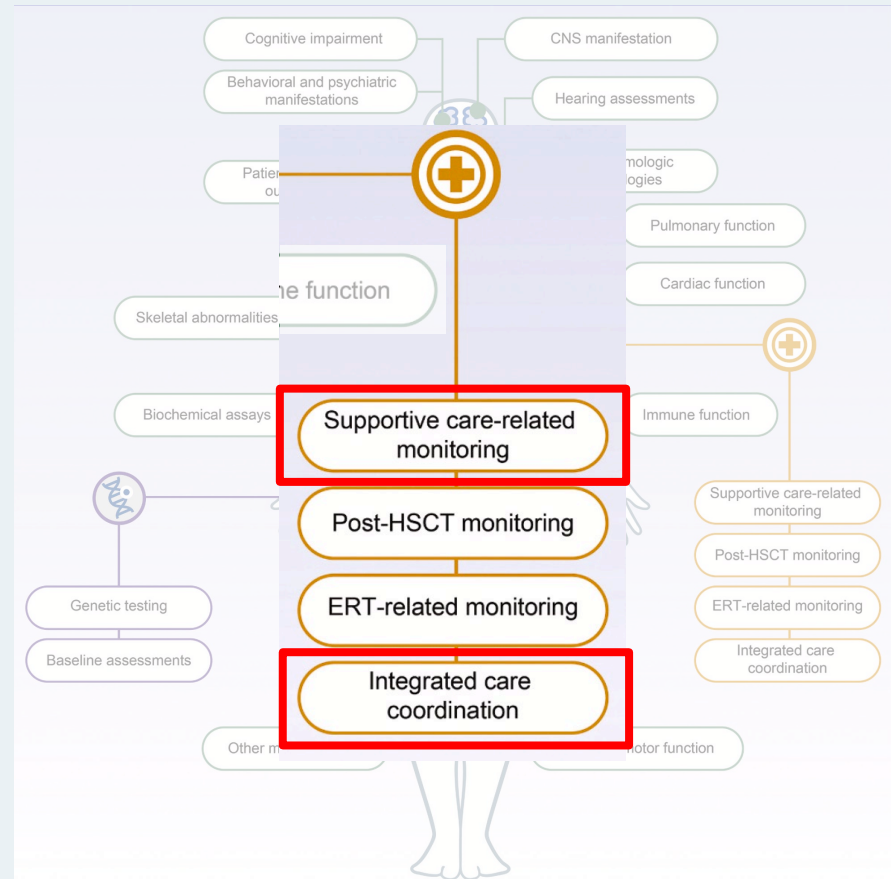 Cognitive impairment
CNS manifestation
Behavioral and psychiatric
manifestations
Hearing assessments
Pulmonary function
Cardiac function
function
Skeletal abnormalities
Biochemical assays
Immune function
Supportive care-related
monitoring
Post-HSCT monitoring
ERT-related monitoring
Integrated care
coordination
Supportive care-related
monitoring
Post-HSCT monitoring
ERT-related monitoring
Integrated care
coordination
Genetic testing
Baseline assessments
Other
function